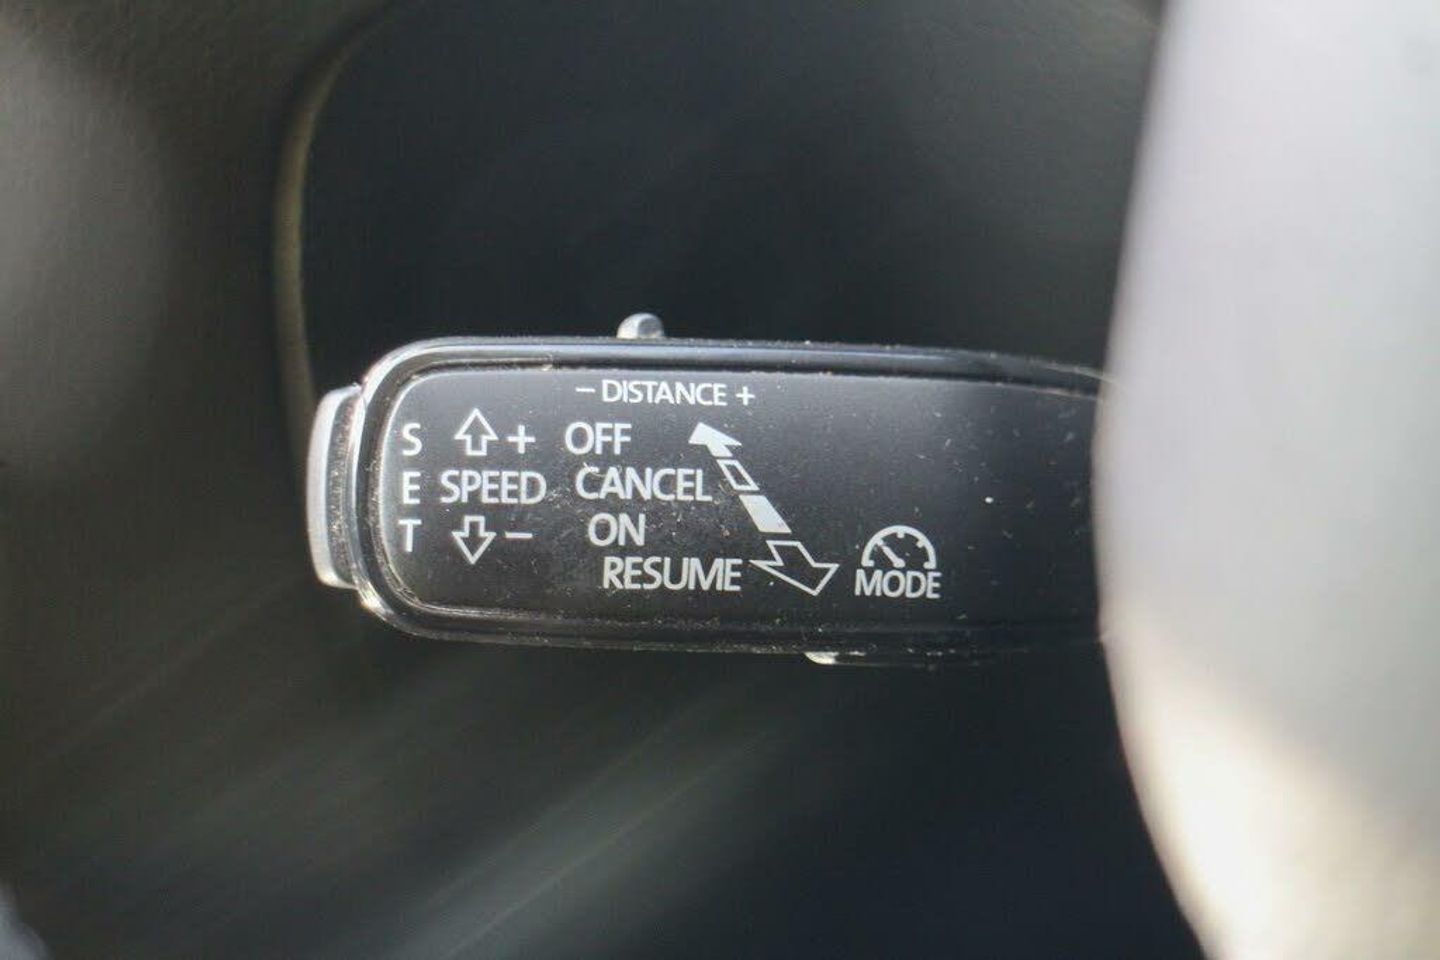 – DISTANCE +
S + OFF
E SPEED CANCEL
T – ON
RESUME
MODE